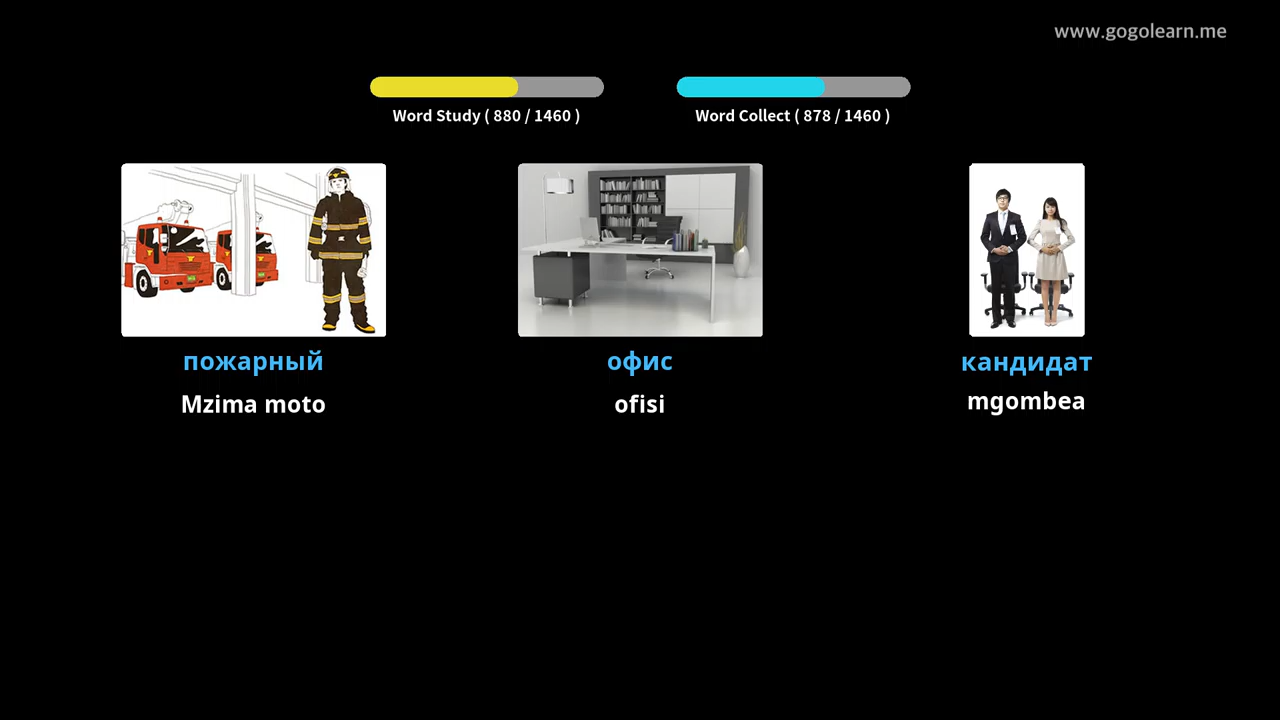 www.gogolearn.me
Word Study ( 880 / 1460 )
Word Collect ( 878 / 1460 )
пожарный
офис
кандидат
Mzima moto
ofisi
mgombea